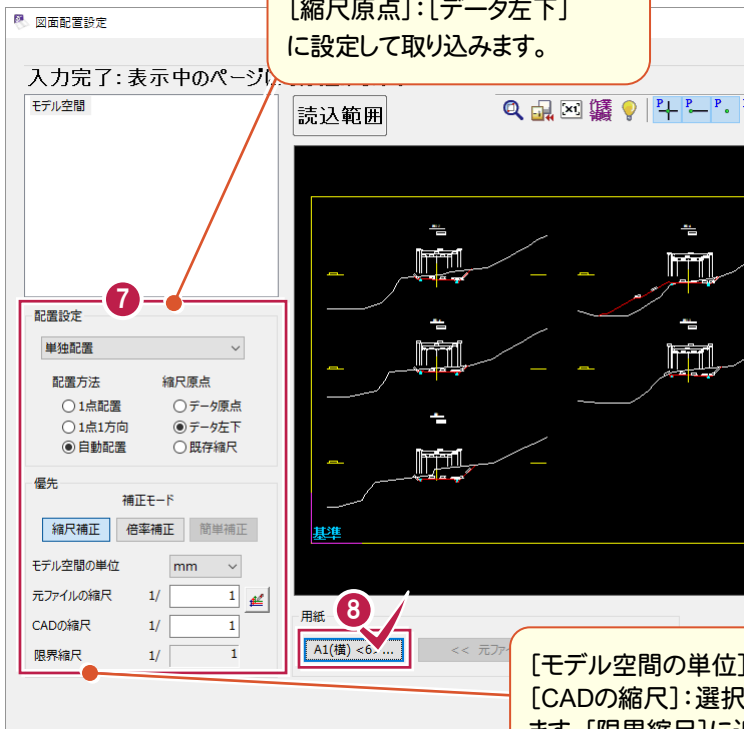 [縮尺原点]：[データ左下]
に設定して取り込みます。
図面配置設定
入力完了：表示中のページに
モデル空間
読込範囲
作業
7
配置設定
単独配置
配置方法 縮尺原点
1点配置 データ原点
1点1方向 データ左下
自動配置 既存縮尺
優先
補正モード
縮尺補正 倍率補正 簡単補正
モデル空間の単位 mm
元ファイルの縮尺 1/ 1
CADの縮尺 1/ 1
限界縮尺 1/ 1
基準
用紙
8
A1(横) <6... << 元ファ
[モデル空間の単位]
[CADの縮尺]：選択